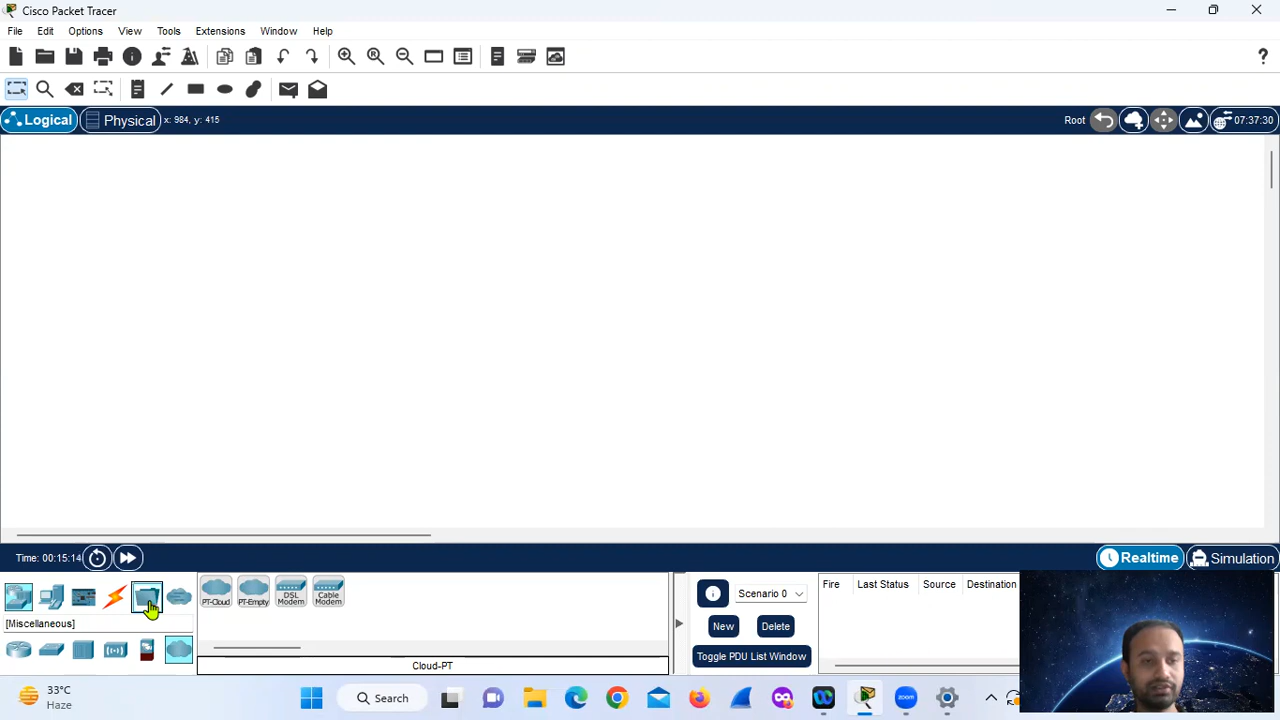 Cisco Packet Tracer
File Edit Options View Tools Extensions Window Help
Logical Physical x: 984, y: 415 Root 07:37:30
Time: 00:15:14 Realtime Simulation
PT-Cloud PT-Empty DSL Modem Cable Modem
[Miscellaneous]
Cloud-PT
Scenario 0
New Delete
Toggle PDU List Window
Fire Last Status Source Destination
33°C
Haze
Search
zoom